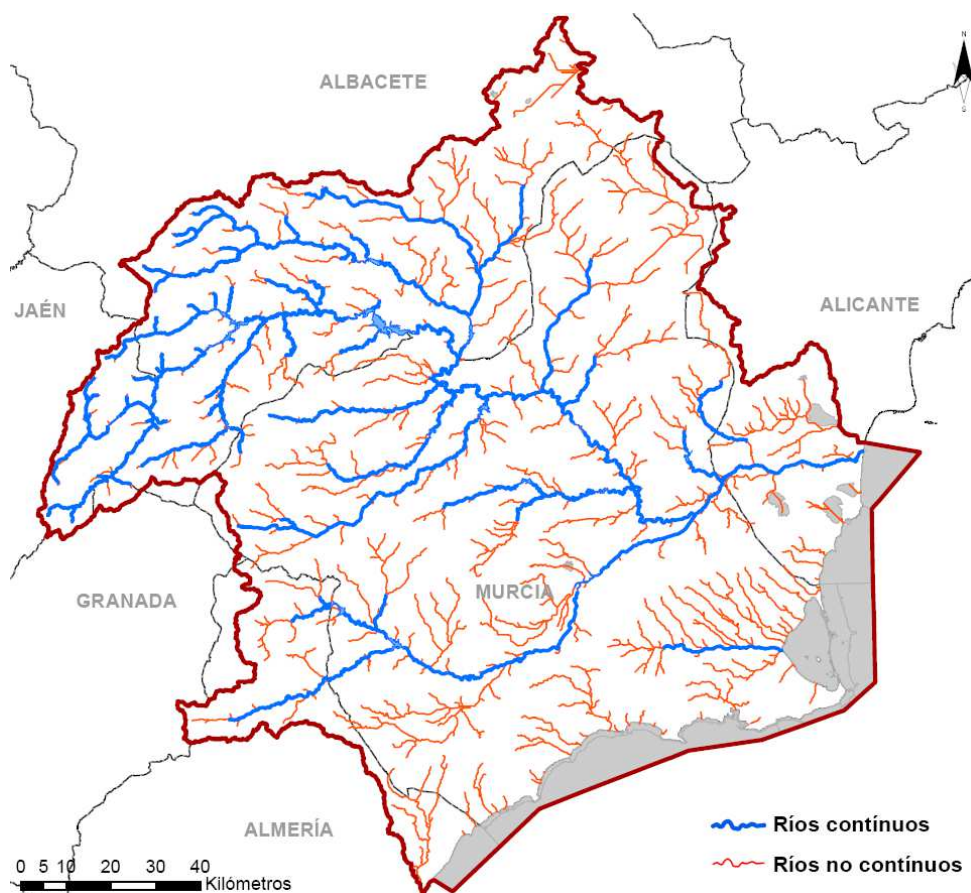 N
ALBACETE
JAÉN
ALICANTE
GRANADA
MURCIA
ALMERÍA
Ríos contínuos
Ríos no contínuos
0 5 10 20 30 40
Kilómetros